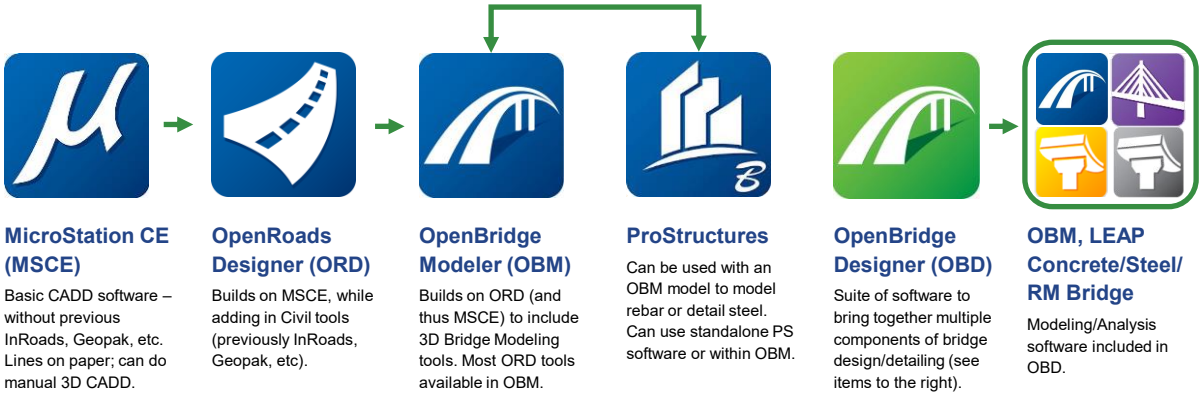 μ
B
MicroStation CE
(MSCE)
Basic CADD software –
without previous
InRoads, Geopak, etc.
Lines on paper; can do
manual 3D CADD.
OpenRoads
Designer (ORD)
Builds on MSCE, while
adding in Civil tools
(previously InRoads,
Geopak, etc).
OpenBridge
Modeler (OBM)
Builds on ORD (and
thus MSCE) to include
3D Bridge Modeling
tools. Most ORD tools
available in OBM.
ProStructures
Can be used with an
OBM model to model
rebar or detail steel.
Can use standalone PS
software or within OBM.
OpenBridge
Designer (OBD)
Suite of software to
bring together multiple
components of bridge
design/detailing (see
items to the right).
OBM, LEAP
Concrete/Steel/
RM Bridge
Modeling/Analysis
software included in
OBD.